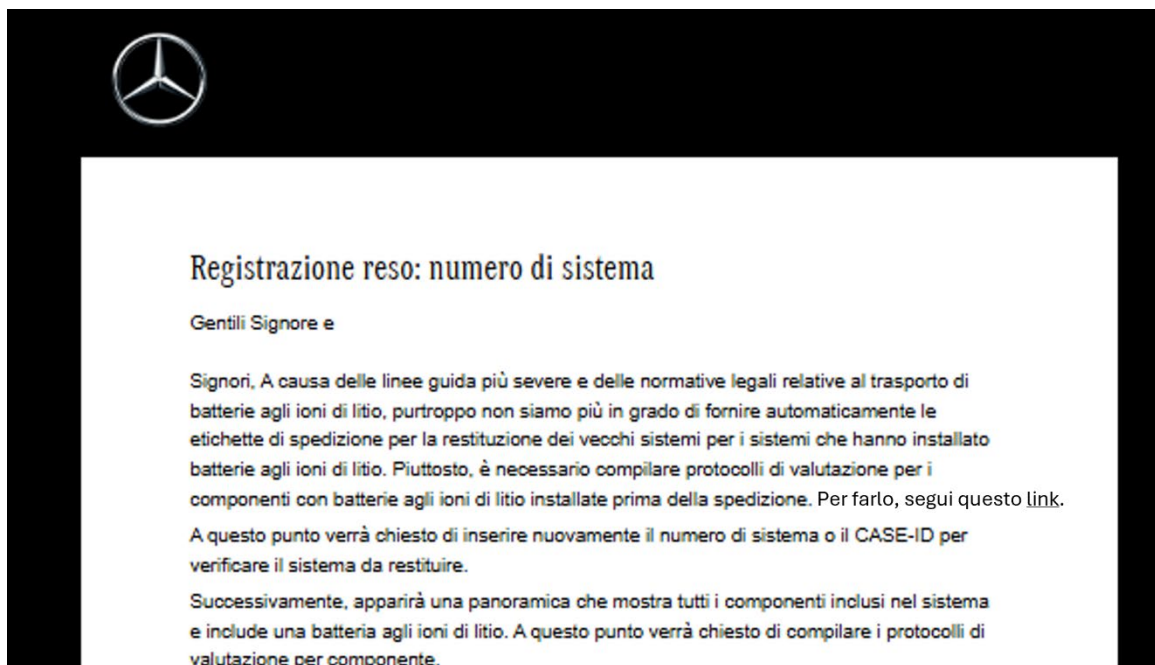 Registrazione reso: numero di sistema
Gentili Signore e
Signori, A causa delle linee guida più severe e delle normative legali relative al trasporto di
batterie agli ioni di litio, purtroppo non siamo più in grado di fornire automaticamente le
etichette di spedizione per la restituzione dei vecchi sistemi per i sistemi che hanno installato
batterie agli ioni di litio. Piuttosto, è necessario compilare protocolli di valutazione per i
componenti con batterie agli ioni di litio installate prima della spedizione. Per farlo, segui questo link.
A questo punto verrà chiesto di inserire nuovamente il numero di sistema o il CASE-ID per
verificare il sistema da restituire.
Successivamente, apparirà una panoramica che mostra tutti i componenti inclusi nel sistema
e include una batteria agli ioni di litio. A questo punto verrà chiesto di compilare i protocolli di
valutazione per componente.